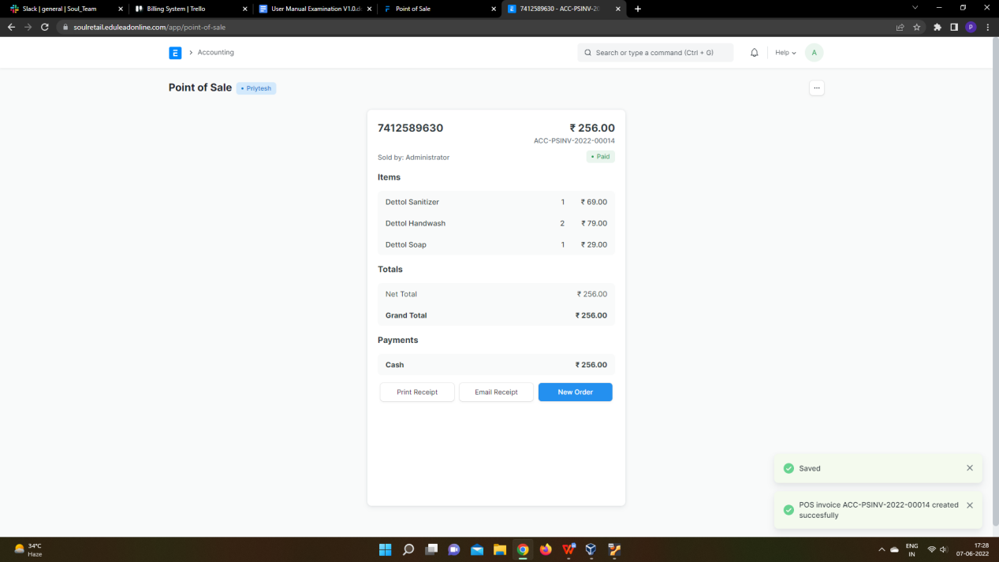 Slack | general | Soul_Team
Billing System | Trello
User Manual Examination V1.0.d
Point of Sale
7412589630 - ACC-PSINV-20
soulretail.eduleadonline.com/app/point-of-sale
P
E
Accounting
Search or type a command (Ctrl + G)
Help
A
Point of Sale
• Priytesh
···
7412589630
₹ 256.00
ACC-PSINV-2022-00014
Sold by: Administrator
• Paid
Items
Dettol Sanitizer 1 ₹ 69.00
Dettol Handwash 2 ₹ 79.00
Dettol Soap 1 ₹ 29.00
Totals
Net Total ₹ 256.00
Grand Total ₹ 256.00
Payments
Cash ₹ 256.00
Print Receipt
Email Receipt
New Order
Saved
POS invoice ACC-PSINV-2022-00014 created
succesfully
34°C
Haze
ENG
IN
17:28
07-06-2022